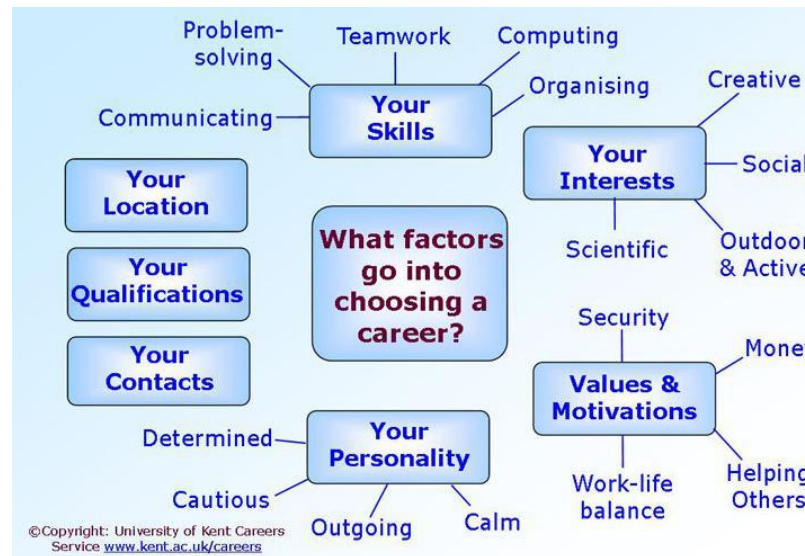 Problem-
solving
Teamwork
Computing
Communicating
Your
Skills
Organising
Creative
Your
Interests
Social
Scientific
Outdoor
& Active
Your
Location
Your
Qualifications
Your
Contacts
What factors
go into
choosing a
career?
Security
Money
Values &
Motivations
Work-life
balance
Helping
Others
Determined
Your
Personality
Cautious
Outgoing
Calm
©Copyright: University of Kent Careers
Service www.kent.ac.uk/careers